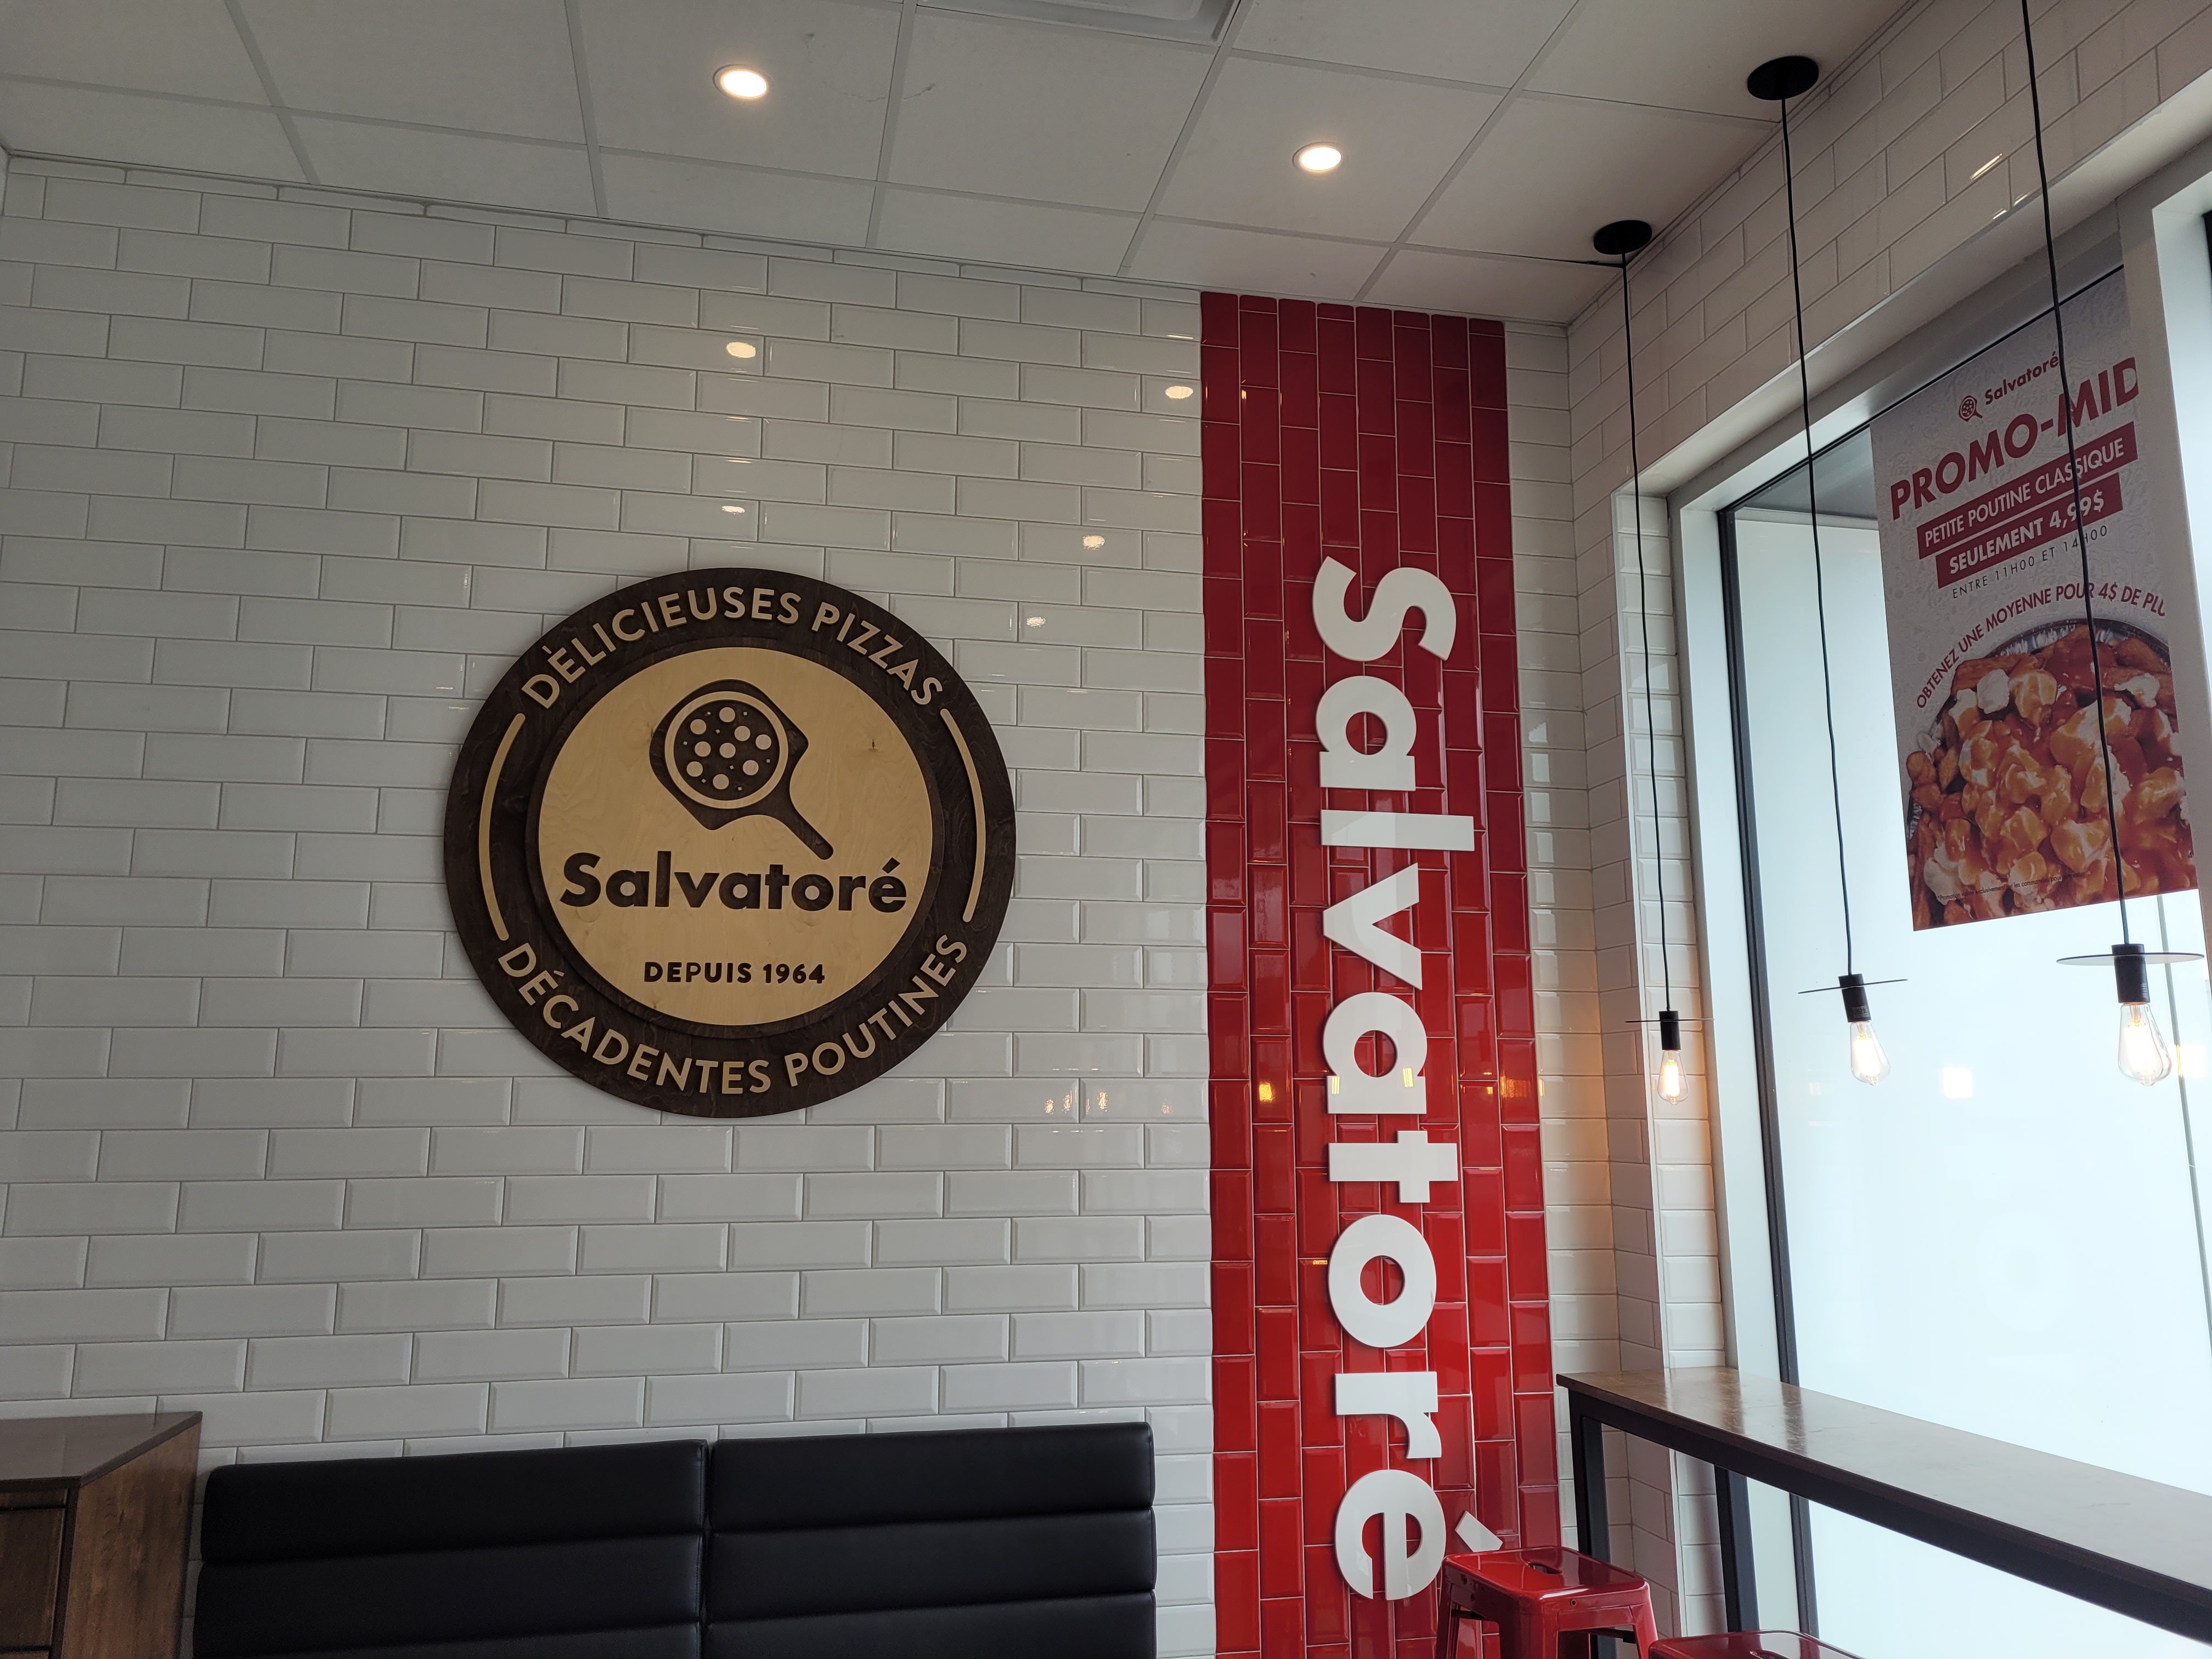 DÉLICIEUSES PIZZAS
Salvatoré
DEPUIS 1964
DÉCADENTES POUTINES
Salvatoré
Salvatoré
PROMO-MID
PETITE POUTINE CLASSIQUE
SEULEMENT 4,99$
ENTRE 11H00 ET 14H00
OBTENEZ UNE MOYENNE POUR 4$ DE PLU